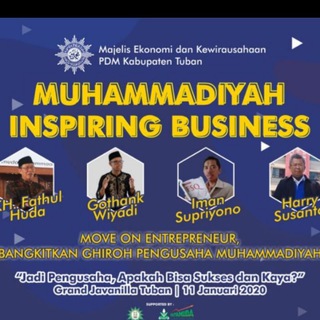 Majelis Ekonomi dan Kewirausahaan
PDM Kabupaten Tuban
MUHAMMADIYAH
INSPIRING BUSINESS
H. Fathul
Huda
Gothank
Wiyadi
Iman
Supriyono
Harry
Susanto
MOVE ON ENTREPRENEUR,
BANGKITKAN GHIROH PENGUSAHA MUHAMMADIYAH
"Jadi Pengusaha, Apakah Bisa Sukses dan Kaya?"
Grand Javanilla Tuban | 11 Januari 2020
SUPPORTED BY :